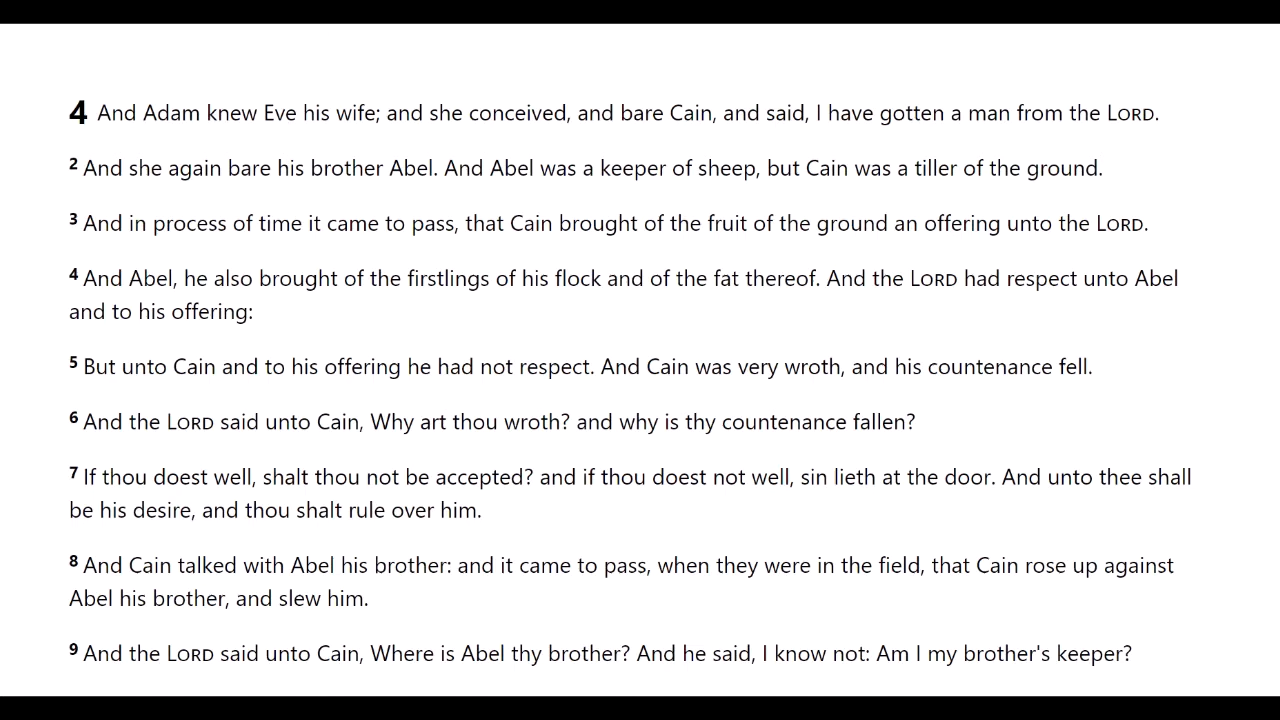 4 And Adam knew Eve his wife; and she conceived, and bare Cain, and said, I have gotten a man from the LORD.
2 And she again bare his brother Abel. And Abel was a keeper of sheep, but Cain was a tiller of the ground.
3 And in process of time it came to pass, that Cain brought of the fruit of the ground an offering unto the LORD.
4 And Abel, he also brought of the firstlings of his flock and of the fat thereof. And the LORD had respect unto Abel
and to his offering:
5 But unto Cain and to his offering he had not respect. And Cain was very wroth, and his countenance fell.
6 And the LORD said unto Cain, Why art thou wroth? and why is thy countenance fallen?
7 If thou doest well, shalt thou not be accepted? and if thou doest not well, sin lieth at the door. And unto thee shall
be his desire, and thou shalt rule over him.
8 And Cain talked with Abel his brother: and it came to pass, when they were in the field, that Cain rose up against
Abel his brother, and slew him.
9 And the LORD said unto Cain, Where is Abel thy brother? And he said, I know not: Am I my brother's keeper?